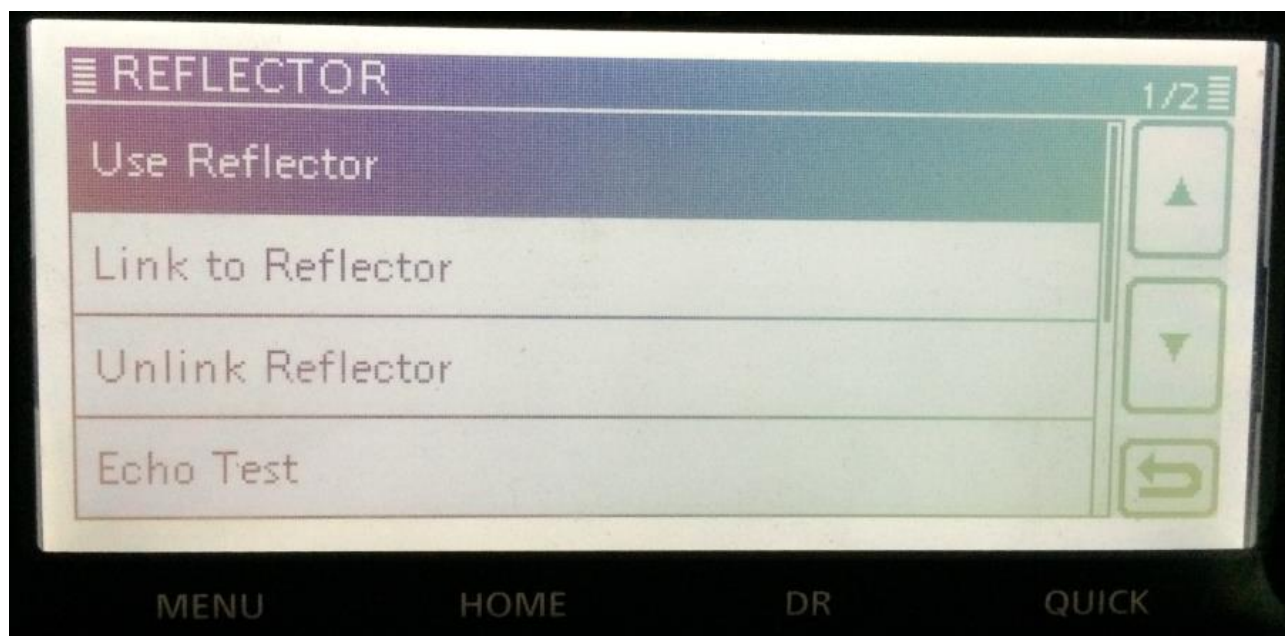 REFLECTOR 1/2
Use Reflector
Link to Reflector
Unlink Reflector
Echo Test
MENU HOME DR QUICK